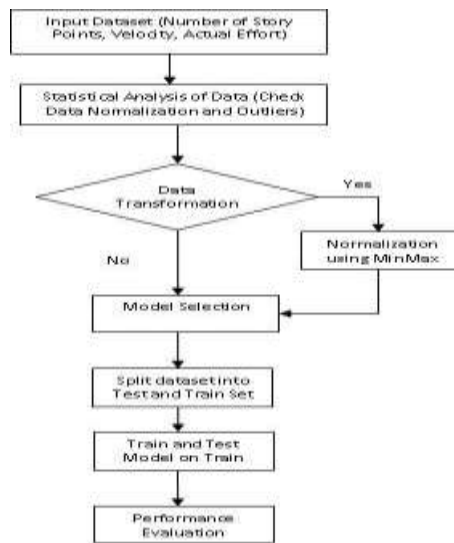 Input Dataset (Number of Story
Points, Velocity, Actual Effort)
Statistical Analysis of Data (Check
Data Normalization and Outliers)
Data
Transformation
Yes
No
Normalization
using MinMax
Model Selection
Split dataset into
Test and Train Set
Train and Test
Model on Train
Performance
Evaluation